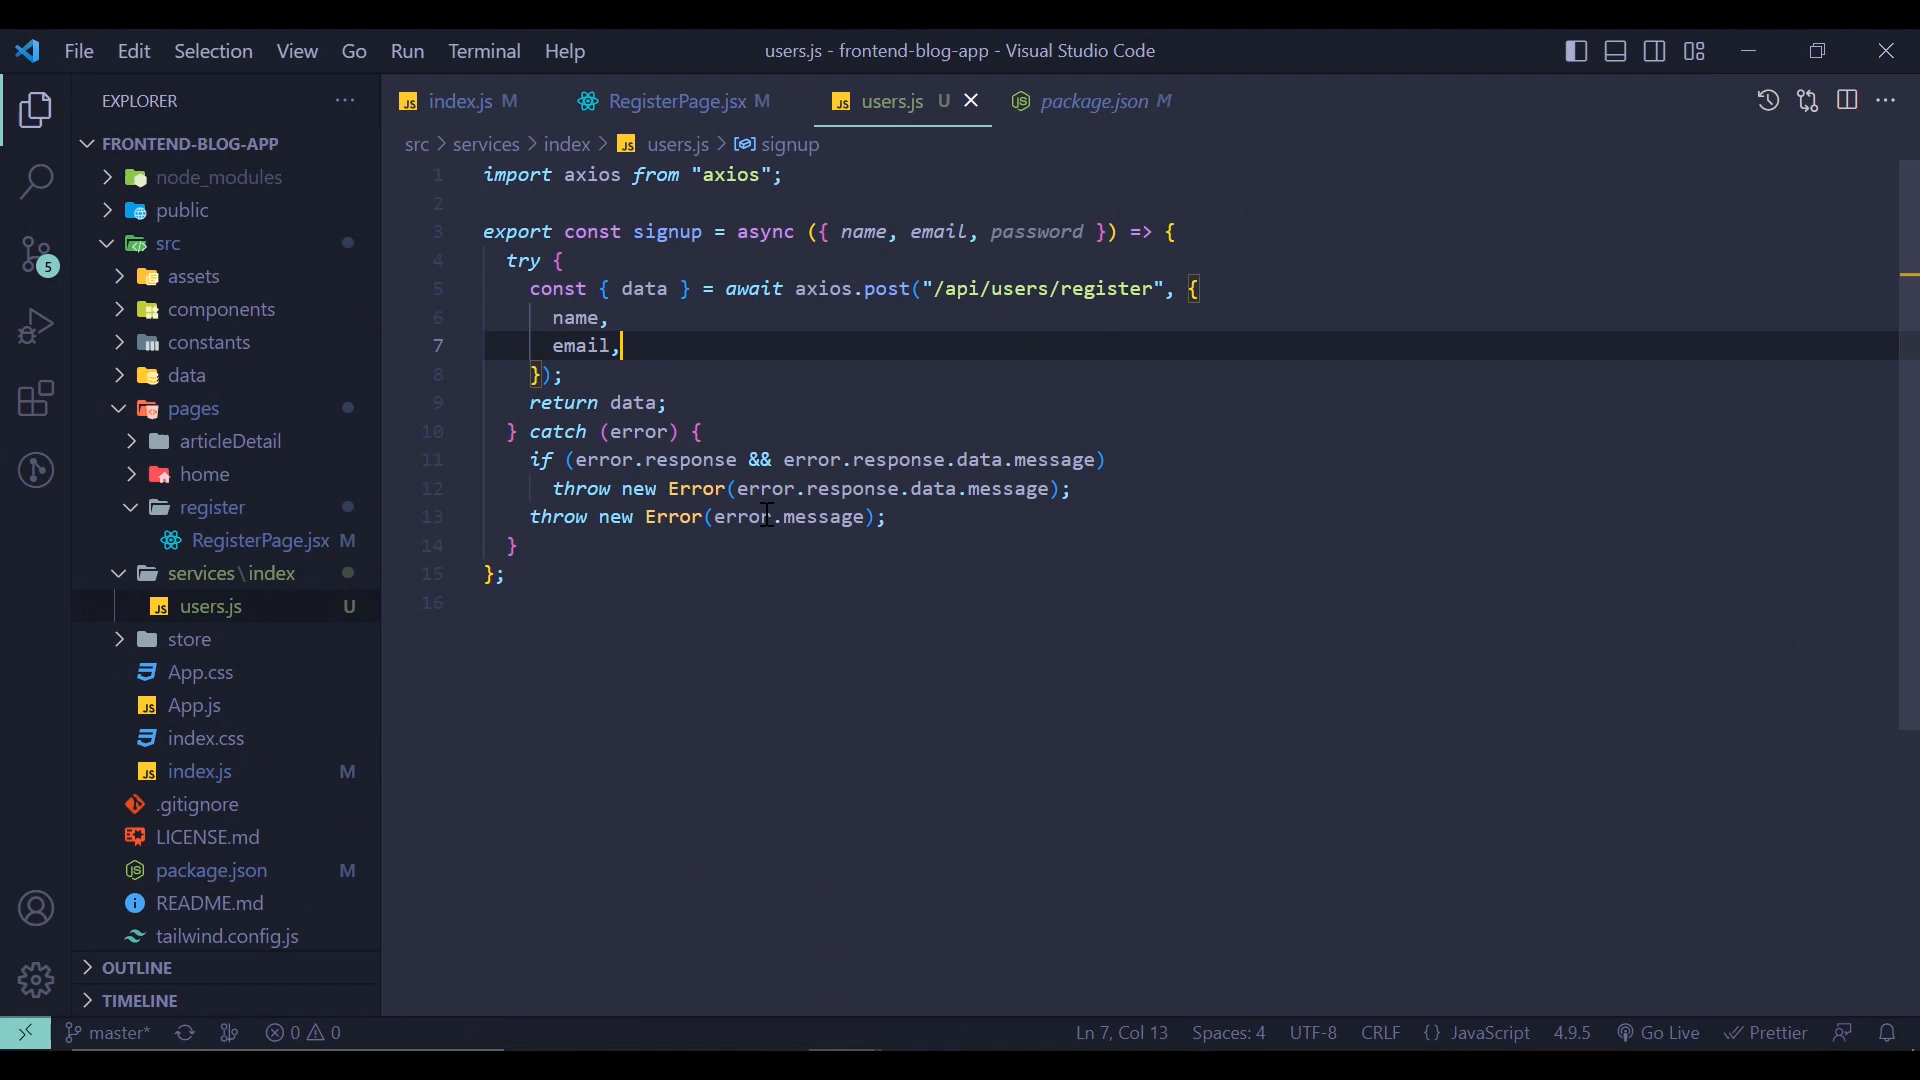 File Edit Selection View Go Run Terminal Help
users.js - frontend-blog-app - Visual Studio Code
EXPLORER
FRONTEND-BLOG-APP
node_modules
public
src
assets
components
constants
data
pages
articleDetail
home
register
RegisterPage.jsx M
services\index
users.js U
store
App.css
App.js
index.css
index.js M
.gitignore
LICENSE.md
package.json M
README.md
tailwind.config.js
OUTLINE
TIMELINE
5
index.js M RegisterPage.jsx M users.js U package.json M
src > services > index > users.js > signup
1 import axios from "axios";
2
3 export const signup = async ({ name, email, password }) => {
4 try {
5 const { data } = await axios.post("/api/users/register", {
6 name,
7 email,
8 });
9 return data;
10 } catch (error) {
11 if (error.response && error.response.data.message)
12 throw new Error(error.response.data.message);
13 throw new Error(error.message);
14 }
15 };
16
master* 0 0 Ln 7, Col 13 Spaces: 4 UTF-8 CRLF {} JavaScript 4.9.5 Go Live Prettier